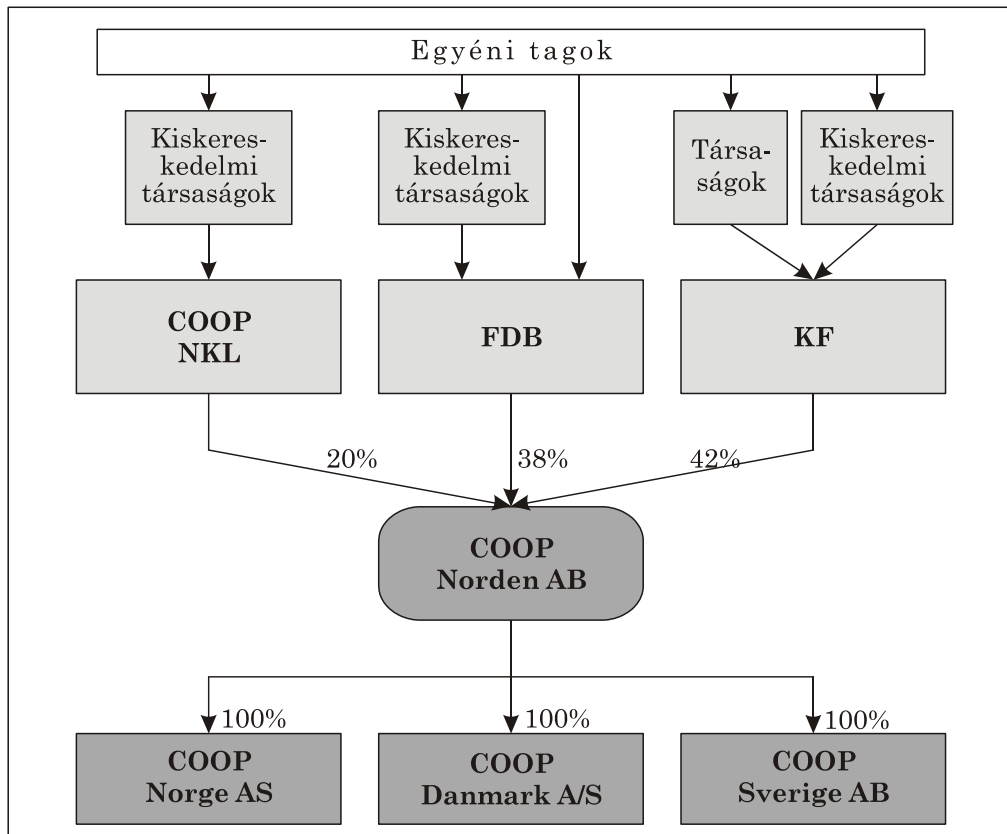 Egyéni tagok
Kiskeres-
kedelmi
társaságok
Kiskeres-
kedelmi
társaságok
Társa-
ságok
Kiskeres-
kedelmi
társaságok
COOP
NKL
FDB
KF
20%
38%
42%
COOP
Norden AB
100%
100%
100%
COOP
Norge AS
COOP
Danmark A/S
COOP
Sverige AB